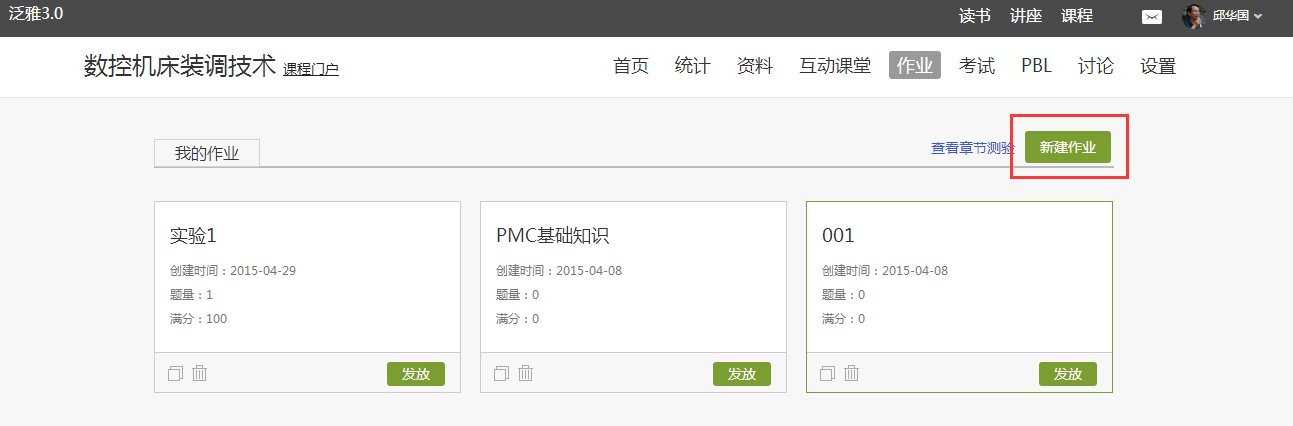 泛雅3.0
读书 讲座 课程 邱华国
数控机床装调技术 课程门户 首页 统计 资料 互动课堂 作业 考试 PBL 讨论 设置
我的作业 查看章节测验 新建作业
实验1
创建时间：2015-04-29
题量：1
满分：100
发放
PMC基础知识
创建时间：2015-04-08
题量：0
满分：0
发放
001
创建时间：2015-04-08
题量：0
满分：0
发放